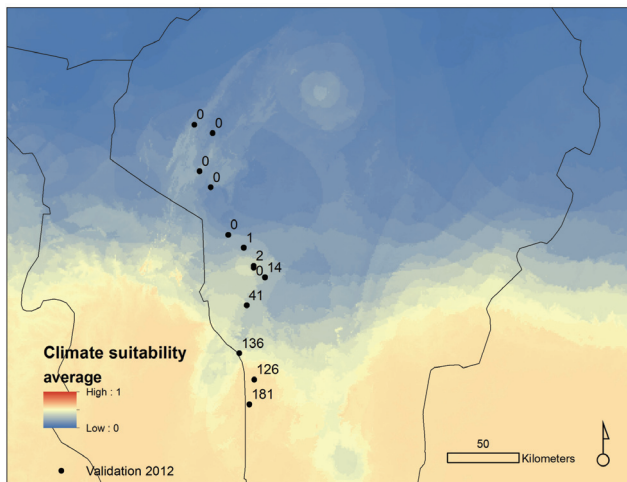 0
0
0
0
0
1
2
0
14
41
136
126
181
Climate suitability
average
High : 1
Low : 0
Validation 2012
50
Kilometers